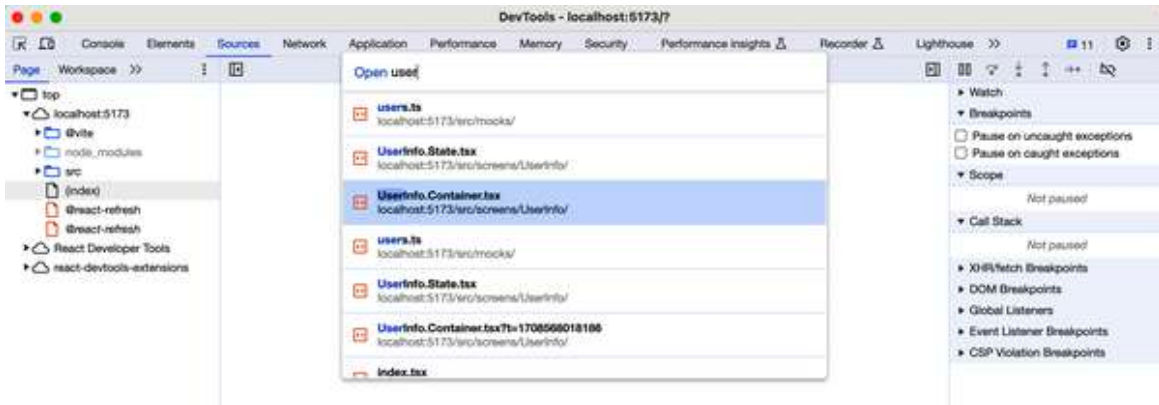 DevTools - localhost:5173/?
Console Elements Sources Network Application Performance Memory Security Performance insights Recorder Lighthouse 11
Page Workspace
Open user
top
localhost:5173
@vite
node_modules
src
(index)
@react-refresh
@react-refresh
React Developer Tools
react-devtools-extensions
users.ts
localhost:5173/src/mocks/
UserInfo.State.tsx
localhost:5173/src/screens/UserInfo/
UserInfo.Container.tsx
localhost:5173/src/screens/UserInfo/
users.ts
localhost:5173/src/mocks/
UserInfo.State.tsx
localhost:5173/src/screens/UserInfo/
UserInfo.Container.tsx?t=1708568018186
localhost:5173/src/screens/UserInfo/
index.tsx
Watch
Breakpoints
Pause on uncaught exceptions
Pause on caught exceptions
Scope
Not paused
Call Stack
Not paused
XHR/fetch Breakpoints
DOM Breakpoints
Global Listeners
Event Listener Breakpoints
CSP Violation Breakpoints